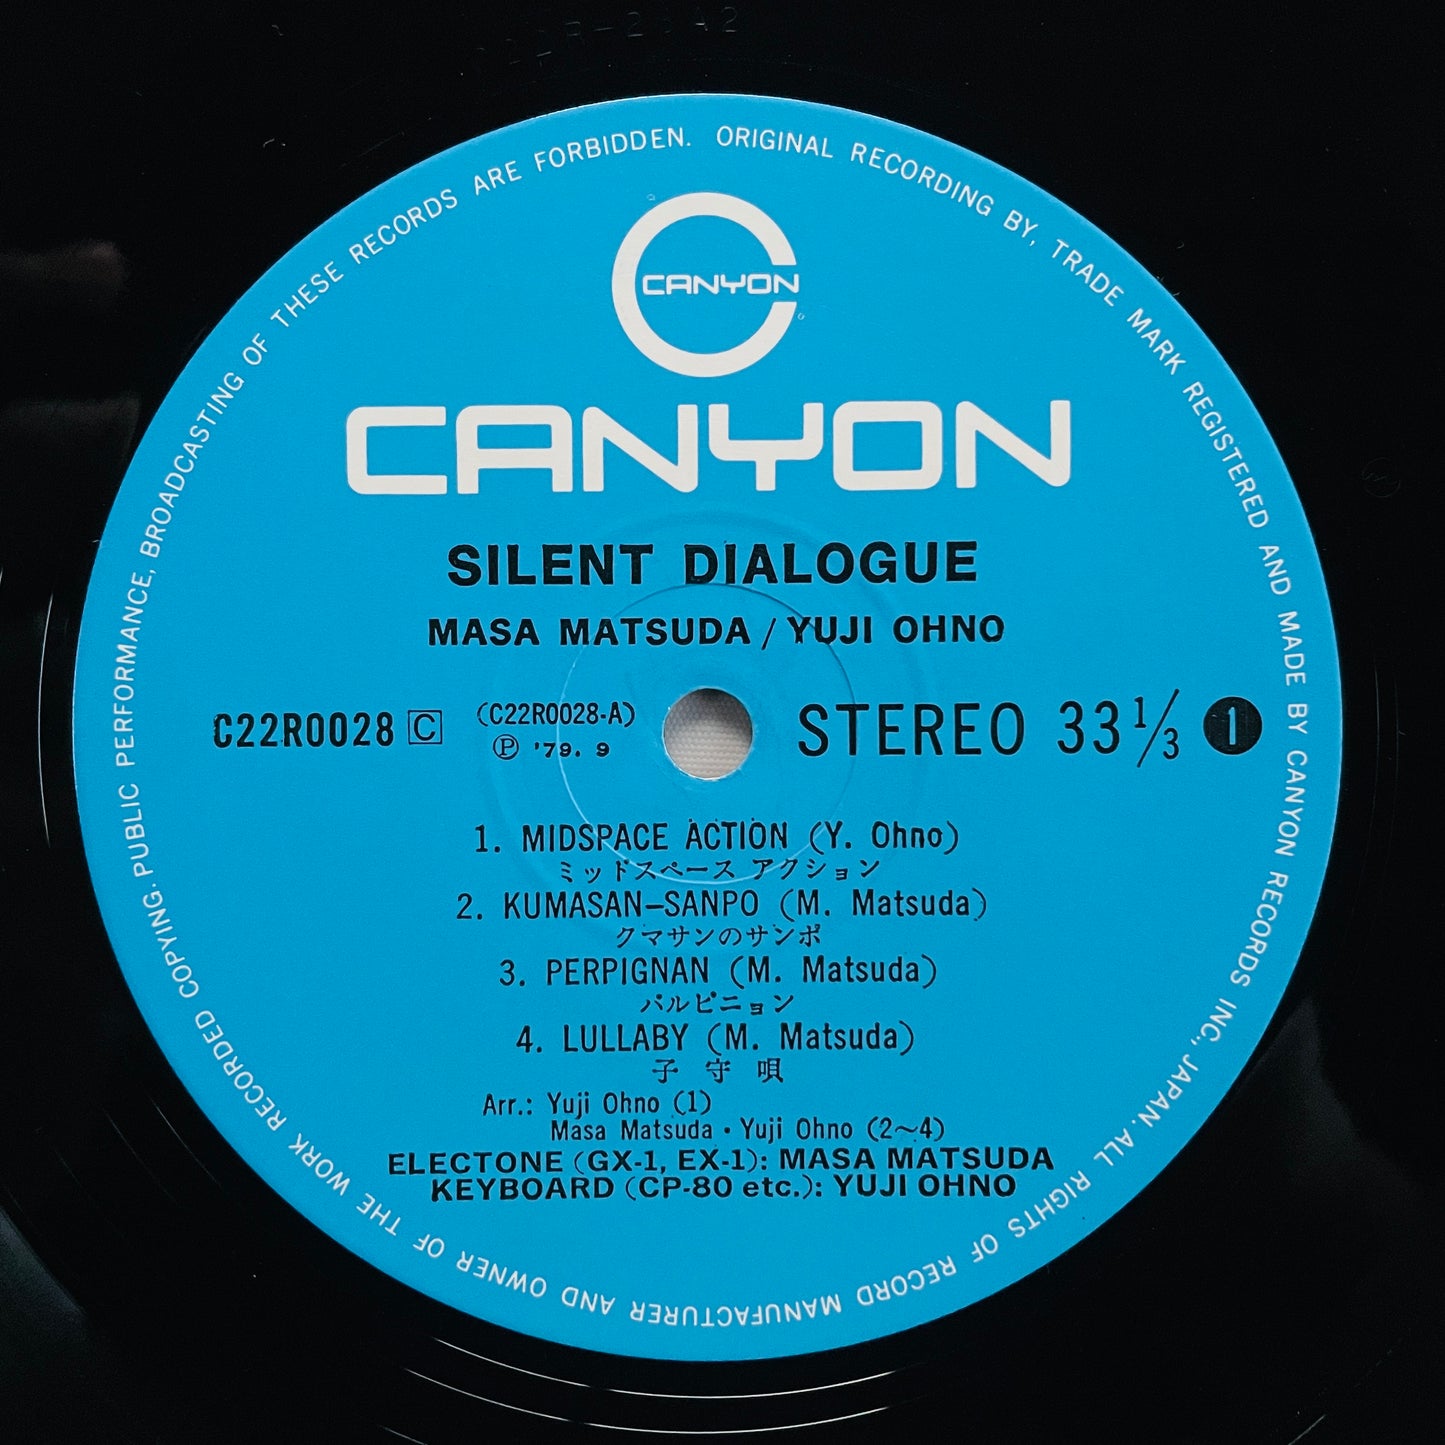 ORIGINAL RECORDING BY, TRADE MARK REGISTERED AND MADE BY CANYON RECORDS INC., JAPAN. ALL RIGHTS OF RECORD MANUFACTURER AND OWNER OF THE WORK RECORDED COPYING. PUBLIC PERFORMANCE, BROADCASTING OF THESE RECORDS ARE FORBIDDEN.
CANYON
CANYON
SILENT DIALOGUE
MASA MATSUDA / YUJI OHNO
C22R0028 C (C22R0028-A) STEREO 33 1/3 1
Ⓟ '79. 9
1. MIDSPACE ACTION (Y. Ohno)
ミッドスペース アクション
2. KUMASAN–SANPO (M. Matsuda)
クマサンのサンポ
3. PERPIGNAN (M. Matsuda)
パルピニョン
4. LULLABY (M. Matsuda)
子 守 唄
Arr.: Yuji Ohno (1)
Masa Matsuda・Yuji Ohno (2〜4)
ELECTONE (GX-1, EX-1): MASA MATSUDA
KEYBOARD (CP-80 etc.): YUJI OHNO